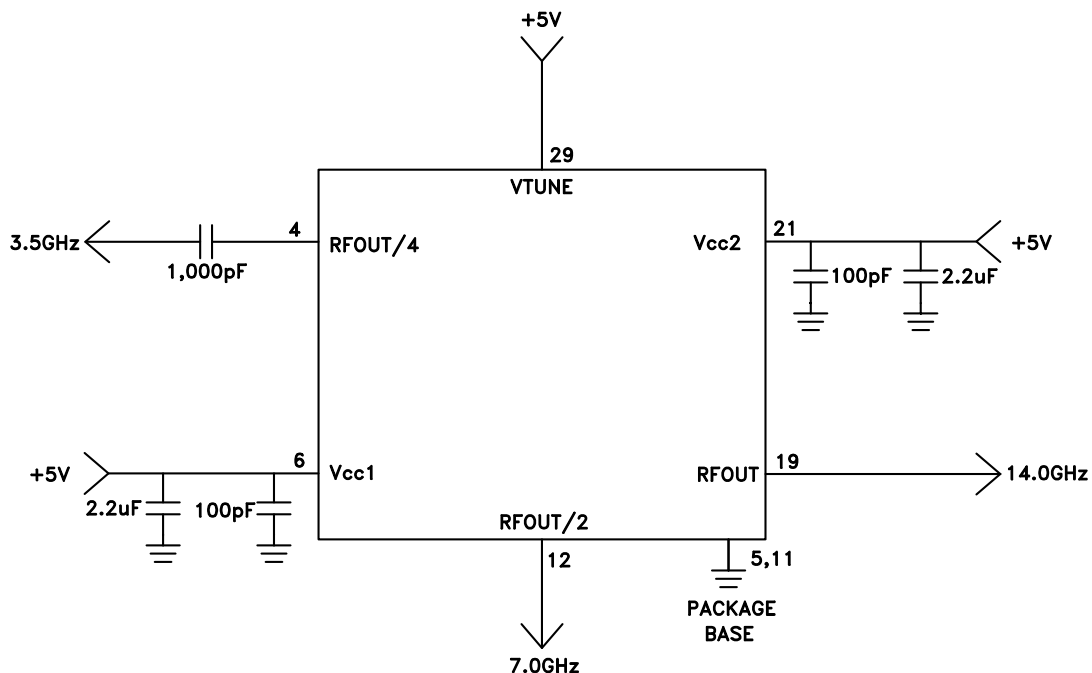 +5V
29
VTUNE
3.5GHz
1,000pF
4
RFOUT/4
Vcc2
21
+5V
100pF
2.2uF
+5V
2.2uF
100pF
6
Vcc1
RFOUT
19
14.0GHz
RFOUT/2
12
5,11
PACKAGE
BASE
7.0GHz